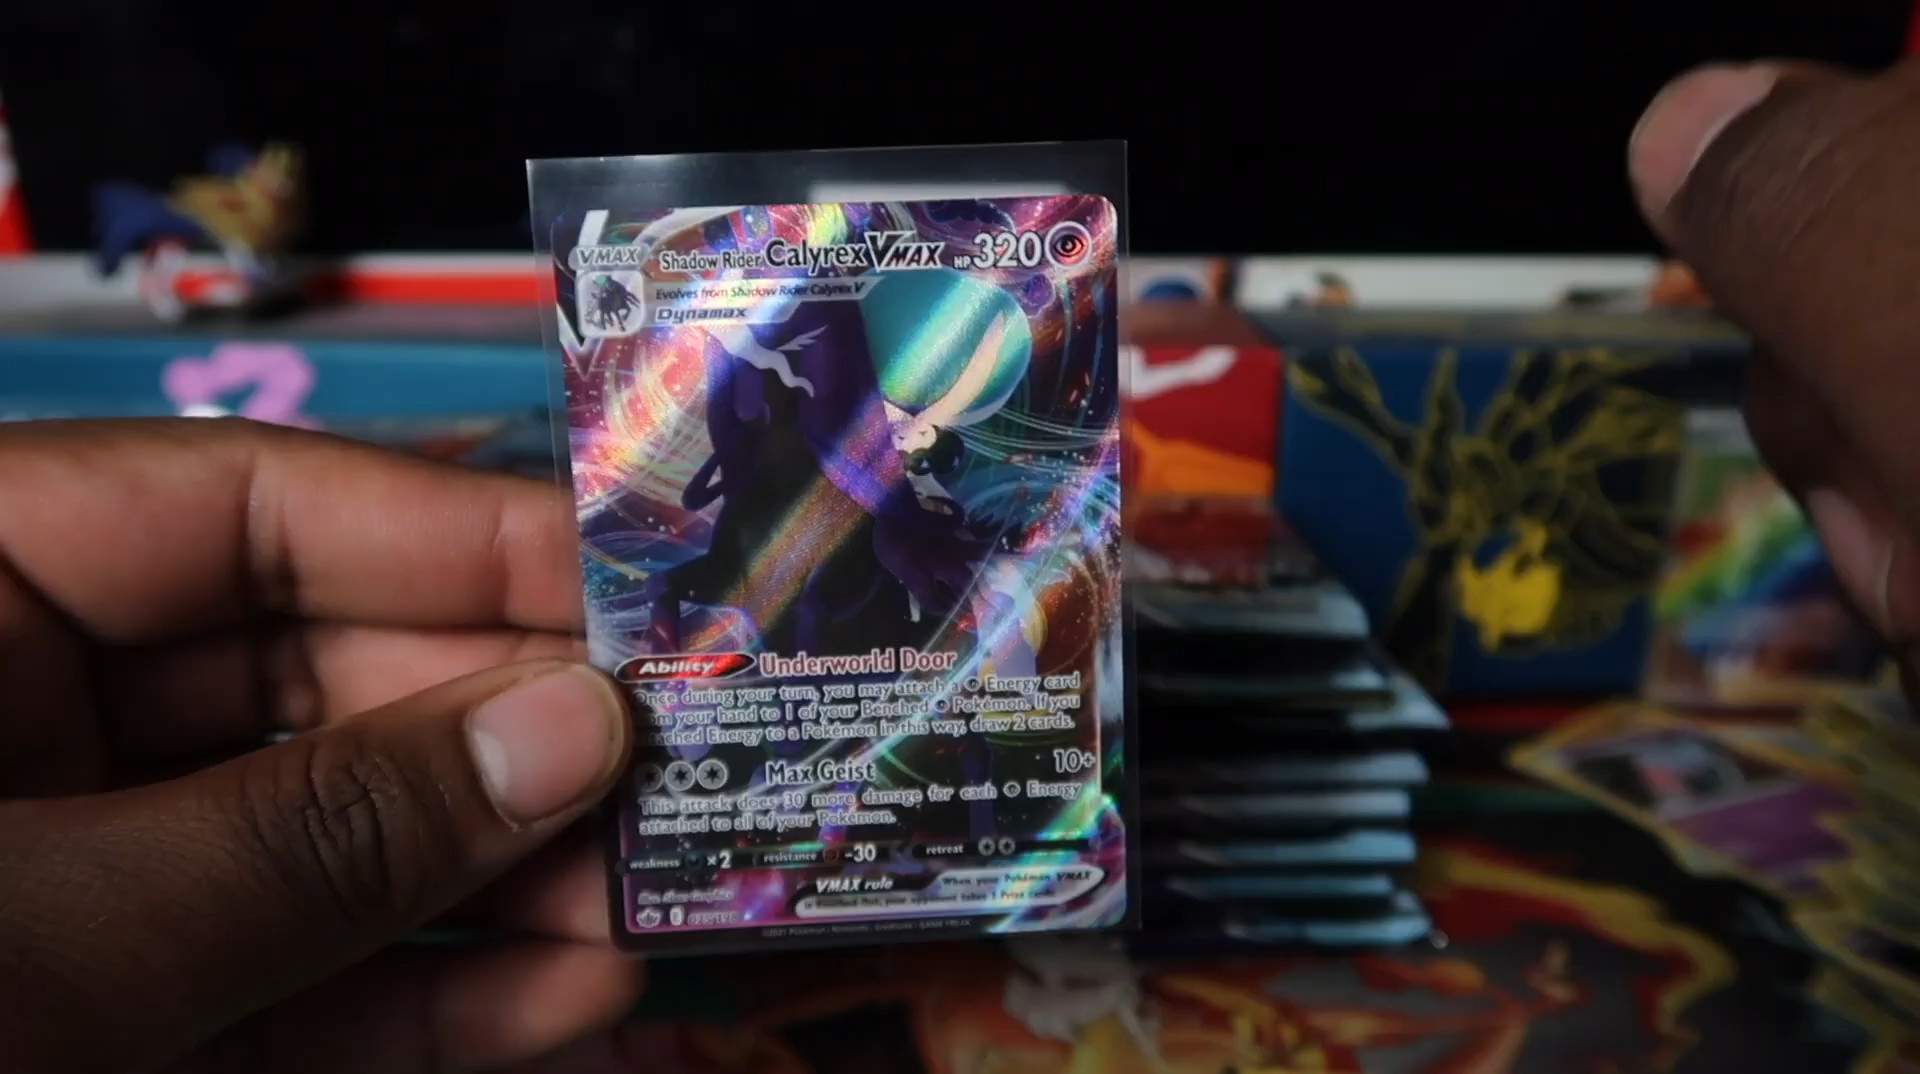 VMAX Shadow Rider Calyrex VMAX HP 320
Evolves from Shadow Rider Calyrex V
Dynamax
Ability Underworld Door
Once during your turn, you may attach a Energy card
from your hand to 1 of your Benched Pokémon. If you
attached Energy to a Pokémon in this way, draw 2 cards.
Max Geist 10+
This attack does 30 more damage for each Energy
attached to all of your Pokémon.
weakness ×2 resistance -30 retreat
VMAX rule When your Pokémon VMAX
is Knocked Out, your opponent takes 3 Prize cards.